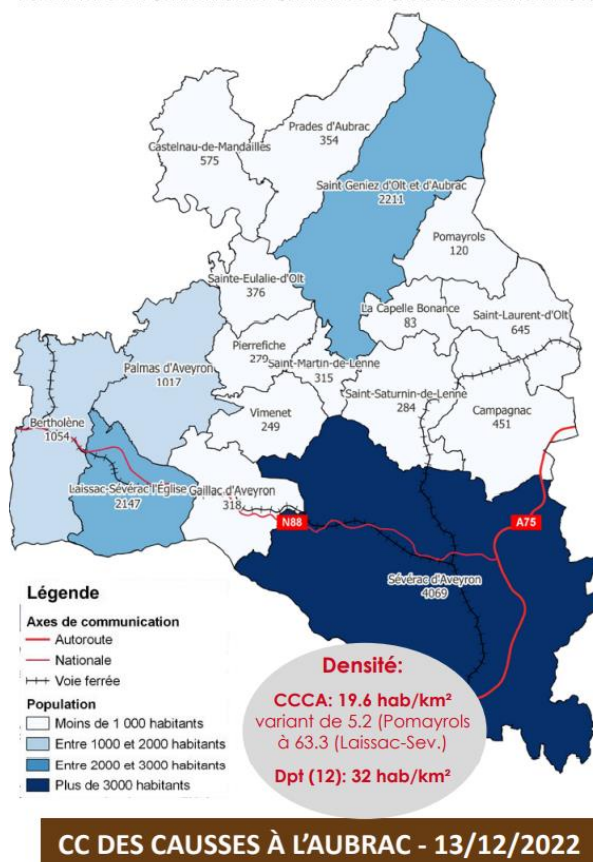 Prades d'Aubrac
354
Castelnau-de-Mandailles
575
Saint Geniez d'Olt et d'Aubrac
2211
Pomayrols
120
Sainte-Eulalie-d'Olt
376
La Capelle Bonance
83
Saint-Laurent-d'Olt
645
Pierrefiche
279
Saint-Martin-de-Lenne
315
Palmas d'Aveyron
1017
Saint-Saturnin-de-Lenne
284
Campagnac
451
Vimenet
249
Bertholène
1054
Laissac-Sévérac l'Église
2147
Gaillac d'Aveyron
318
N88
A75
Sévérac d'Aveyron
4069
Légende
Axes de communication
Autoroute
Nationale
Voie ferrée
Population
Moins de 1 000 habitants
Entre 1000 et 2000 habitants
Entre 2000 et 3000 habitants
Plus de 3000 habitants
Densité:
CCCA: 19.6 hab/km²
variant de 5.2 (Pomayrols
à 63.3 (Laissac-Sev.)
Dpt (12): 32 hab/km²
CC DES CAUSSES À L'AUBRAC - 13/12/2022